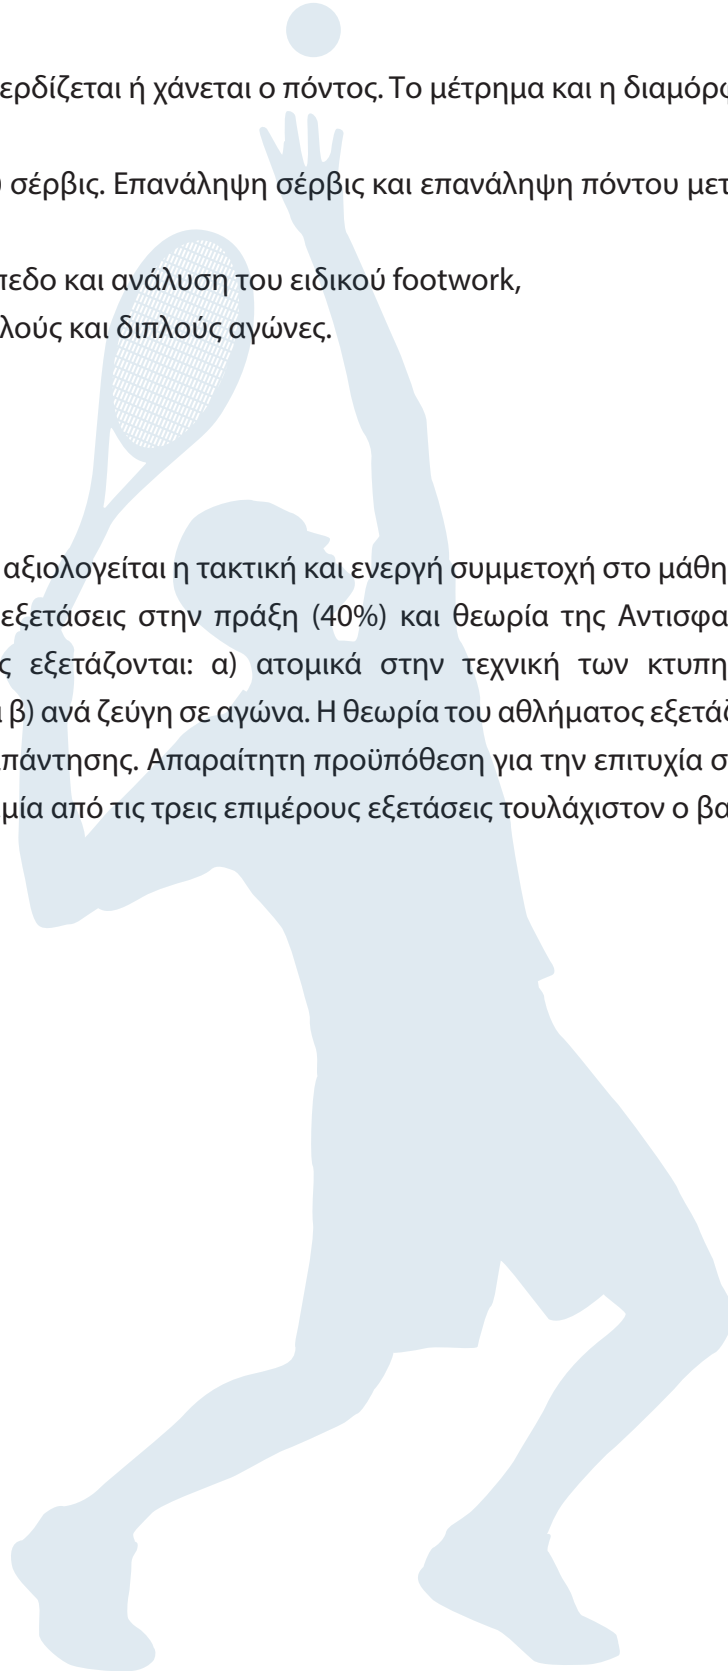 ερδίζεται ή χάνεται ο πόντος. Το μέτρημα και η διαμόρφ
σέρβις. Επανάληψη σέρβις και επανάληψη πόντου μετ
πεδο και ανάλυση του ειδικού footwork,
λούς και διπλούς αγώνες.
αξιολογείται η τακτική και ενεργή συμμετοχή στο μάθη
εξετάσεις στην πράξη (40%) και θεωρία της Αντισφα
ς εξετάζονται: α) ατομικά στην τεχνική των κτυπη
ι β) ανά ζεύγη σε αγώνα. Η θεωρία του αθλήματος εξετάζ
πάντησης. Απαραίτητη προϋπόθεση για την επιτυχία σ
μία από τις τρεις επιμέρους εξετάσεις τουλάχιστον ο βα